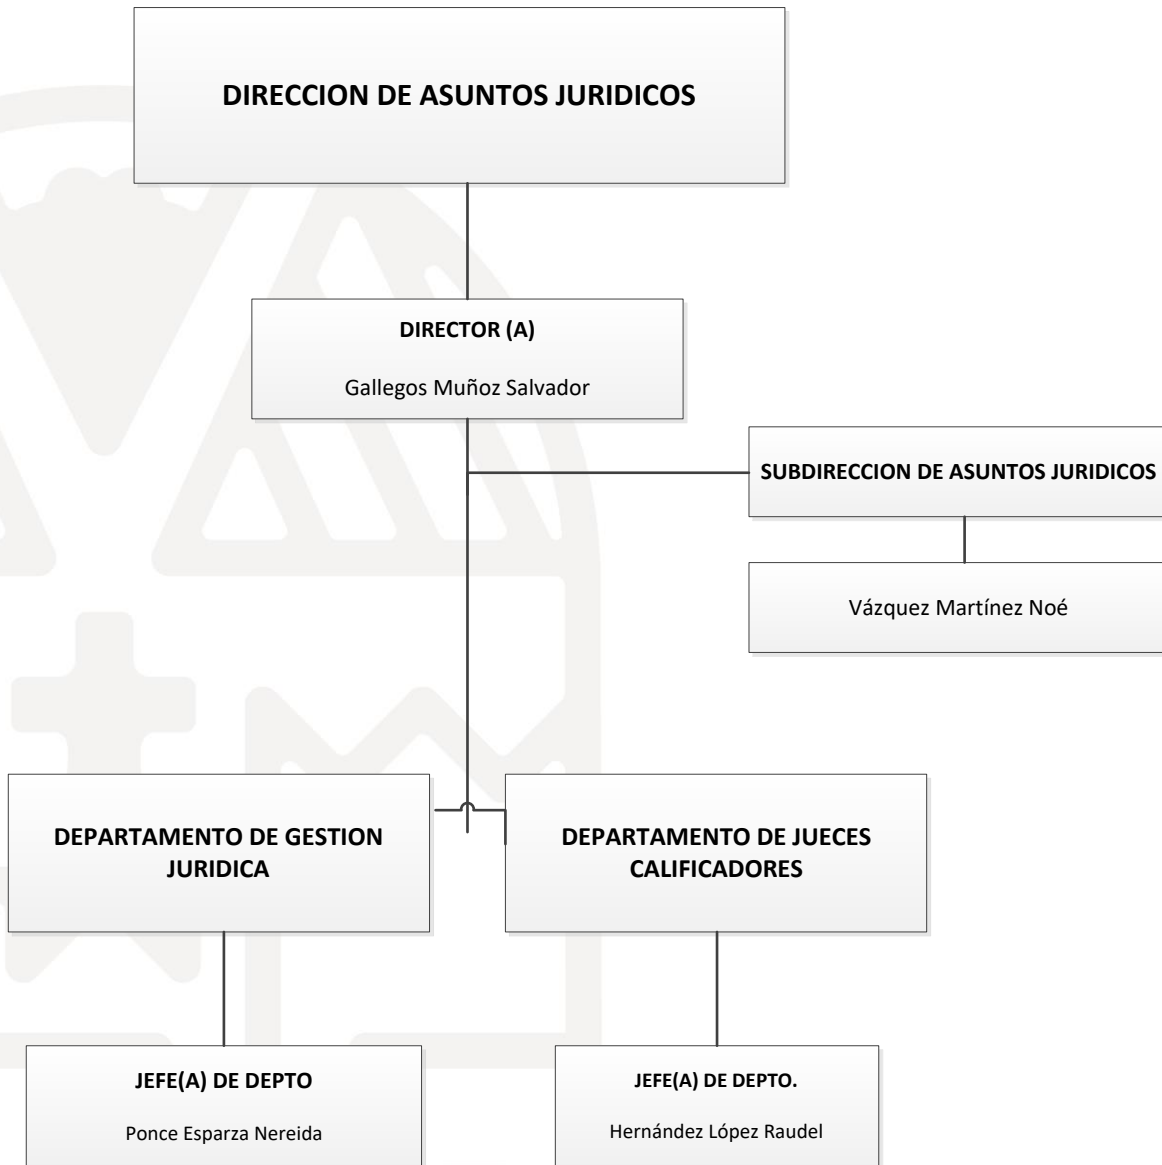 DIRECCION DE ASUNTOS JURIDICOS
DIRECTOR (A)
Gallegos Muñoz Salvador
SUBDIRECCION DE ASUNTOS JURIDICOS
Vázquez Martínez Noé
DEPARTAMENTO DE GESTION
JURIDICA
DEPARTAMENTO DE JUECES
CALIFICADORES
JEFE(A) DE DEPTO
Ponce Esparza Nereida
JEFE(A) DE DEPTO.
Hernández López Raudel